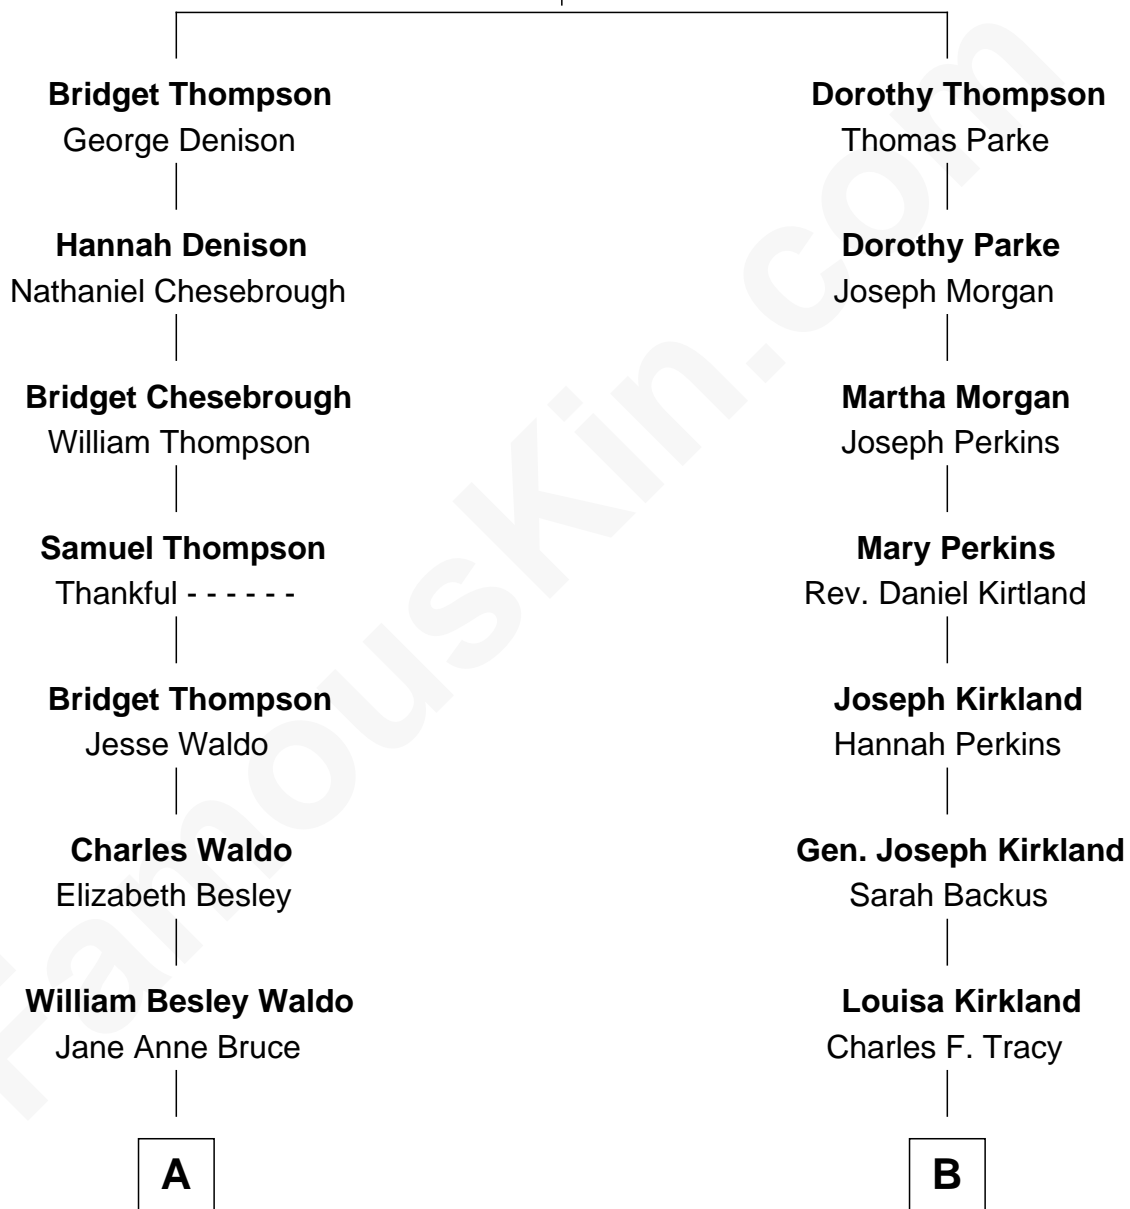 Bridget Thompson
George Denison
Hannah Denison
Nathaniel Chesebrough
Bridget Chesebrough
William Thompson
Samuel Thompson
Thankful - - - - - -
Bridget Thompson
Jesse Waldo
Charles Waldo
Elizabeth Besley
William Besley Waldo
Jane Anne Bruce
A
Dorothy Thompson
Thomas Parke
Dorothy Parke
Joseph Morgan
Martha Morgan
Joseph Perkins
Mary Perkins
Rev. Daniel Kirtland
Joseph Kirkland
Hannah Perkins
Gen. Joseph Kirkland
Sarah Backus
Louisa Kirkland
Charles F. Tracy
B
FamousKin.com